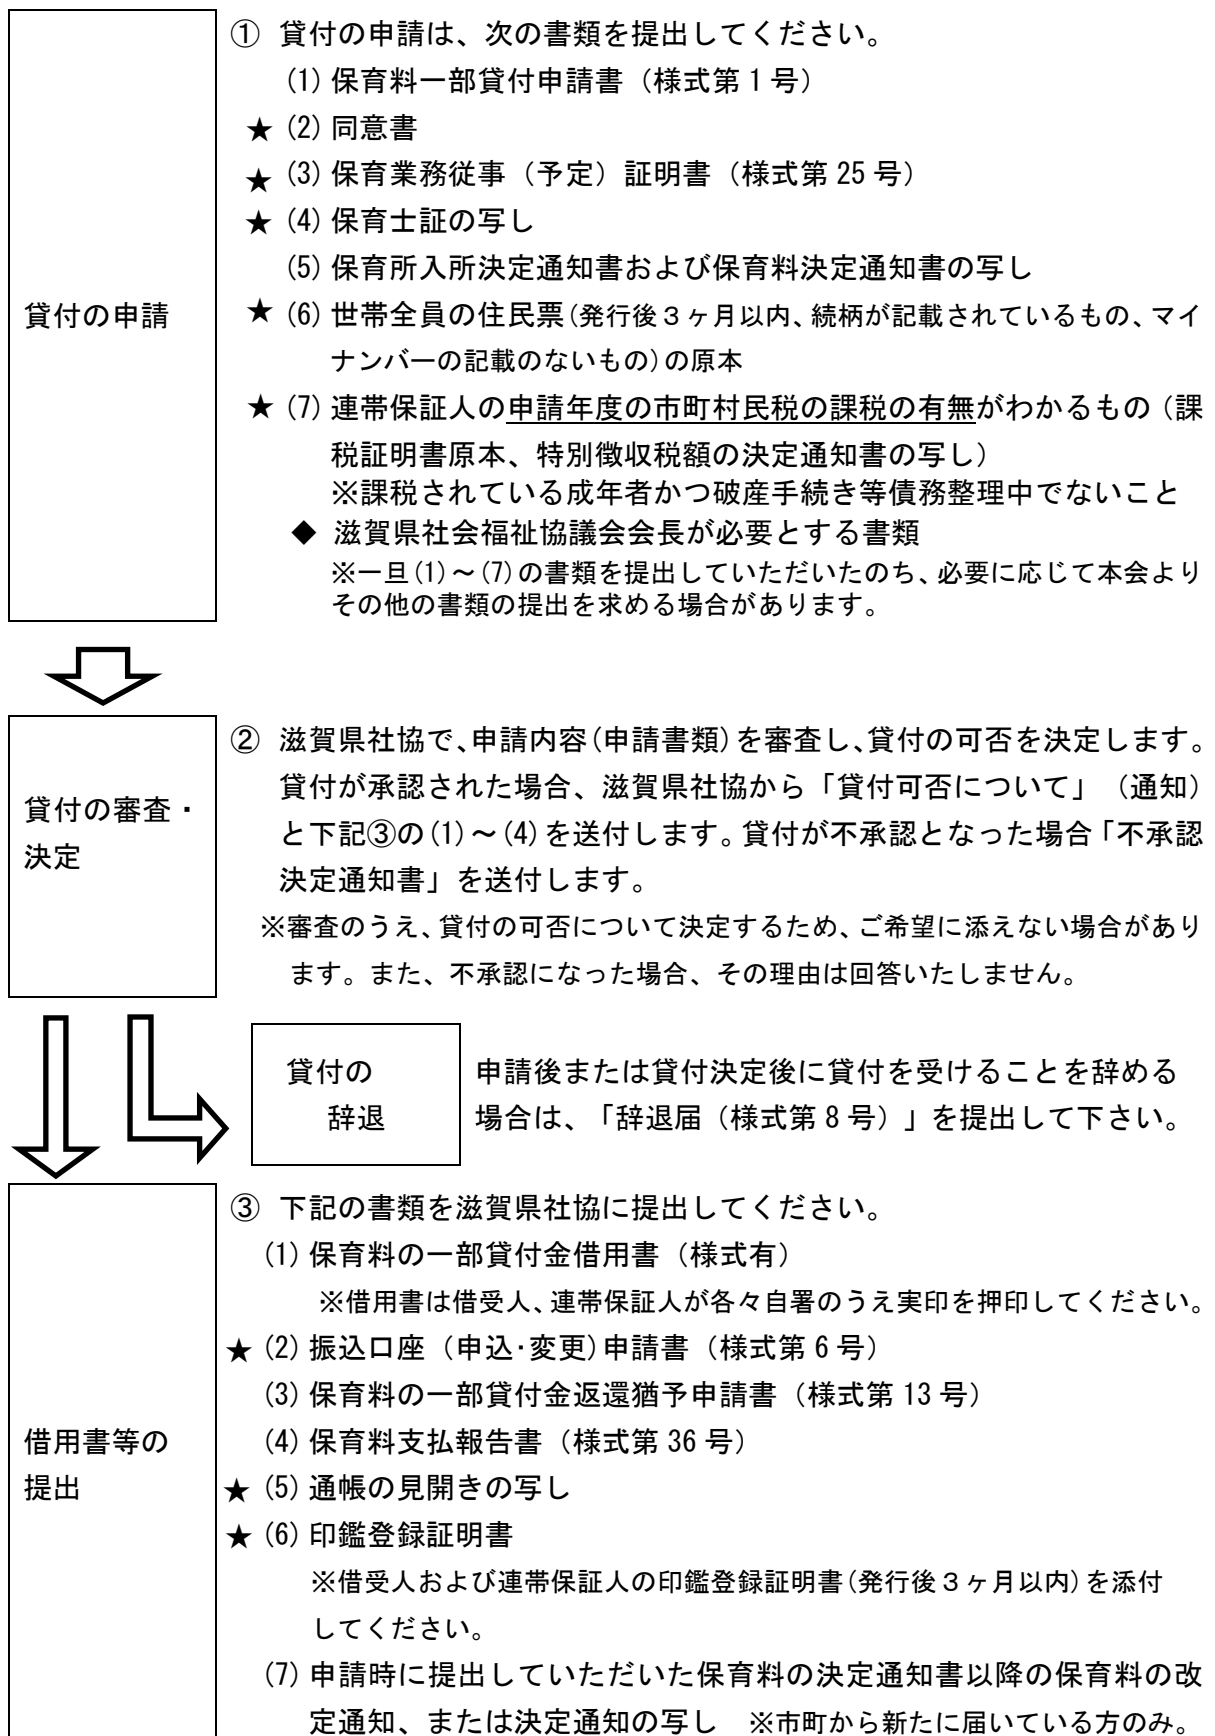 貸付の申請
① 貸付の申請は、次の書類を提出してください。
(1) 保育料一部貸付申請書（様式第1号）
★ (2) 同意書
★ (3) 保育業務従事（予定）証明書（様式第25号）
★ (4) 保育士証の写し
(5) 保育所入所決定通知書および保育料決定通知書の写し
★ (6) 世帯全員の住民票(発行後３ヶ月以内、続柄が記載されているもの、マイ
ナンバーの記載のないもの)の原本
★ (7) 連帯保証人の申請年度の市町村民税の課税の有無がわかるもの（課
税証明書原本、特別徴収税額の決定通知書の写し）
※課税されている成年者かつ破産手続き等債務整理中でないこと
◆ 滋賀県社会福祉協議会会長が必要とする書類
※一旦(1)～(7)の書類を提出していただいたのち、必要に応じて本会より
その他の書類の提出を求める場合があります。
貸付の審査・
決定
② 滋賀県社協で、申請内容(申請書類)を審査し、貸付の可否を決定します。
貸付が承認された場合、滋賀県社協から「貸付可否について」（通知）
と下記③の(1)～(4)を送付します。貸付が不承認となった場合「不承認
決定通知書」を送付します。
※審査のうえ、貸付の可否について決定するため、ご希望に添えない場合があり
ます。また、不承認になった場合、その理由は回答いたしません。
貸付の
辞退
申請後または貸付決定後に貸付を受けることを辞める
場合は、「辞退届（様式第8号）」を提出して下さい。
借用書等の
提出
③ 下記の書類を滋賀県社協に提出してください。
(1) 保育料の一部貸付金借用書（様式有）
※借用書は借受人、連帯保証人が各々自署のうえ実印を押印してください。
★ (2) 振込口座（申込・変更)申請書（様式第6号）
(3) 保育料の一部貸付金返還猶予申請書（様式第13号）
(4) 保育料支払報告書（様式第36号）
★ (5) 通帳の見開きの写し
★ (6) 印鑑登録証明書
※借受人および連帯保証人の印鑑登録証明書(発行後３ヶ月以内)を添付
してください。
(7) 申請時に提出していただいた保育料の決定通知書以降の保育料の改
定通知、または決定通知の写し ※市町から新たに届いている方のみ。